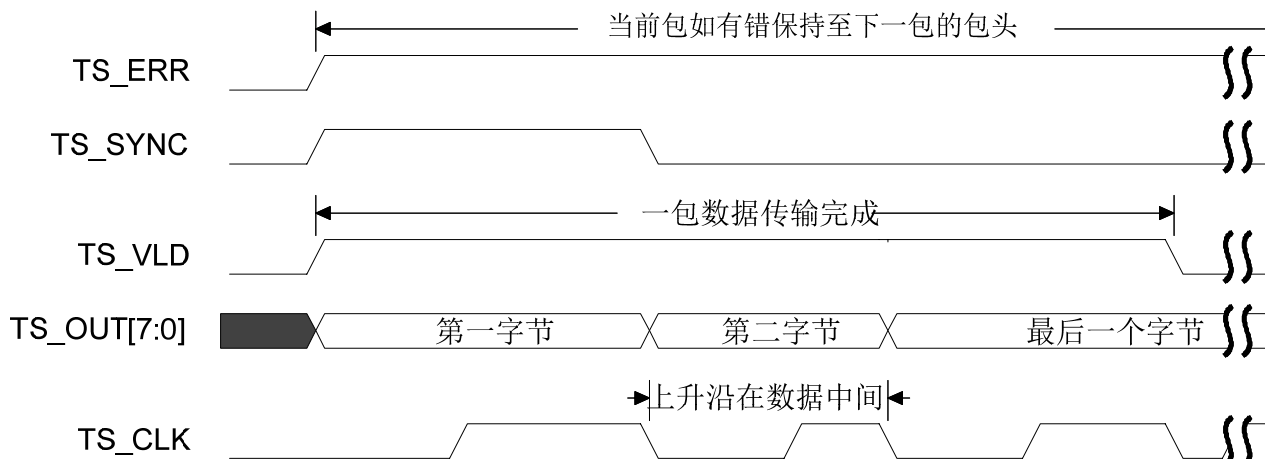 当前包如有错保持至下一包的包头
TS_ERR
TS_SYNC
一包数据传输完成
TS_VLD
TS_OUT[7:0]
第一字节
第二字节
最后一个字节
上升沿在数据中间
TS_CLK